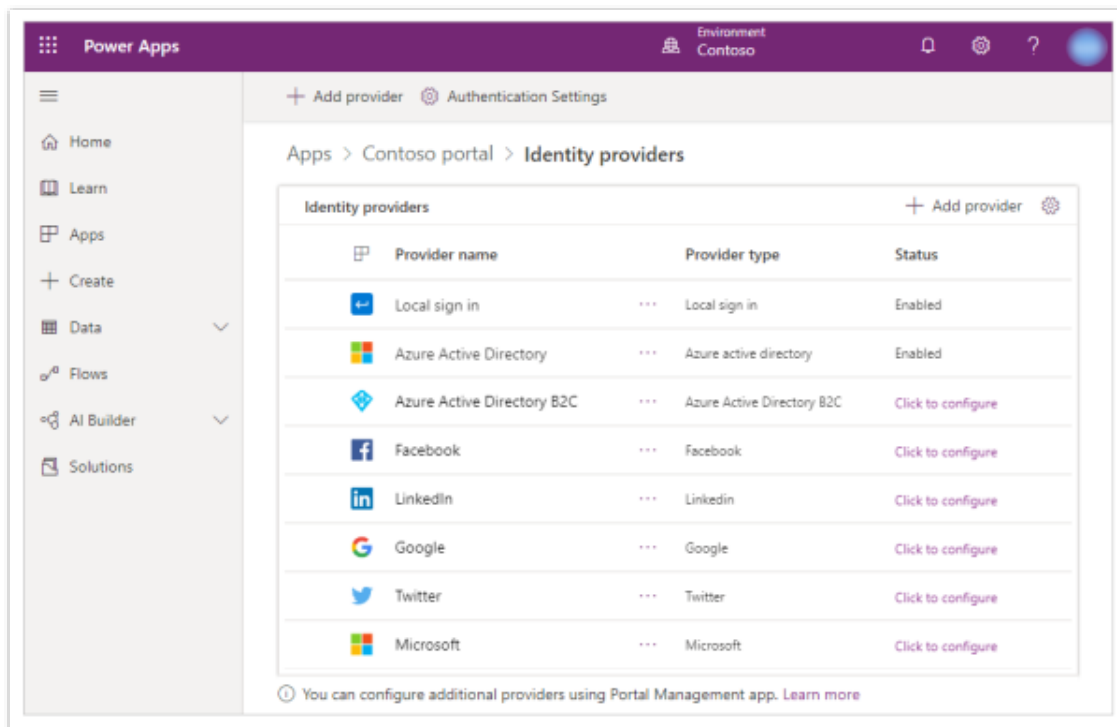 Power Apps
Environment
Contoso
?
+ Add provider Authentication Settings
Home
Learn
Apps
Create
Data
Flows
AI Builder
Solutions
Apps > Contoso portal > Identity providers
Identity providers + Add provider
Provider name Provider type Status
Local sign in ... Local sign in Enabled
Azure Active Directory ... Azure active directory Enabled
Azure Active Directory B2C ... Azure Active Directory B2C Click to configure
Facebook ... Facebook Click to configure
LinkedIn ... Linkedin Click to configure
Google ... Google Click to configure
Twitter ... Twitter Click to configure
Microsoft ... Microsoft Click to configure
You can configure additional providers using Portal Management app. Learn more